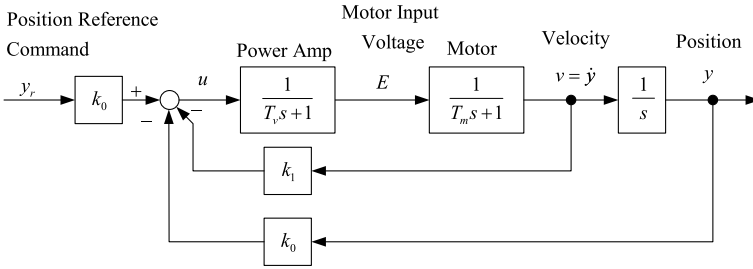 Position Reference
Command
Motor Input
Voltage
Power Amp
Motor
Velocity
Position
y_r
k_0
+
−
−
u
1
T_v s + 1
E
1
T_m s + 1
v = ẏ
1
s
y
k_1
k_0